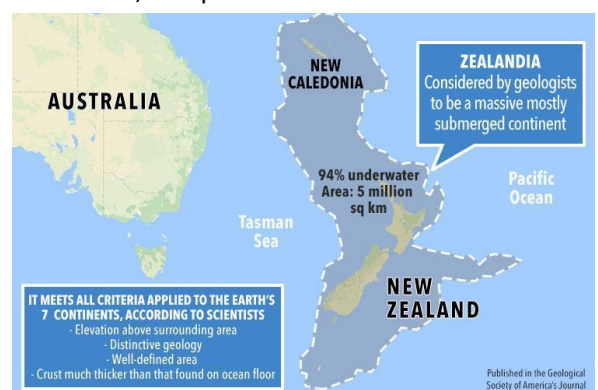 AUSTRALIA
NEW
CALEDONIA
ZEALANDIA
Considered by geologists
to be a massive mostly
submerged continent
94% underwater
Area: 5 million
sq km
Pacific
Ocean
Tasman
Sea
NEW
ZEALAND
IT MEETS ALL CRITERIA APPLIED TO THE EARTH'S
7 CONTINENTS, ACCORDING TO SCIENTISTS
- Elevation above surrounding area
- Distinctive geology
- Well-defined area
- Crust much thicker than that found on ocean floor
Published in the Geological
Society of America's Journal